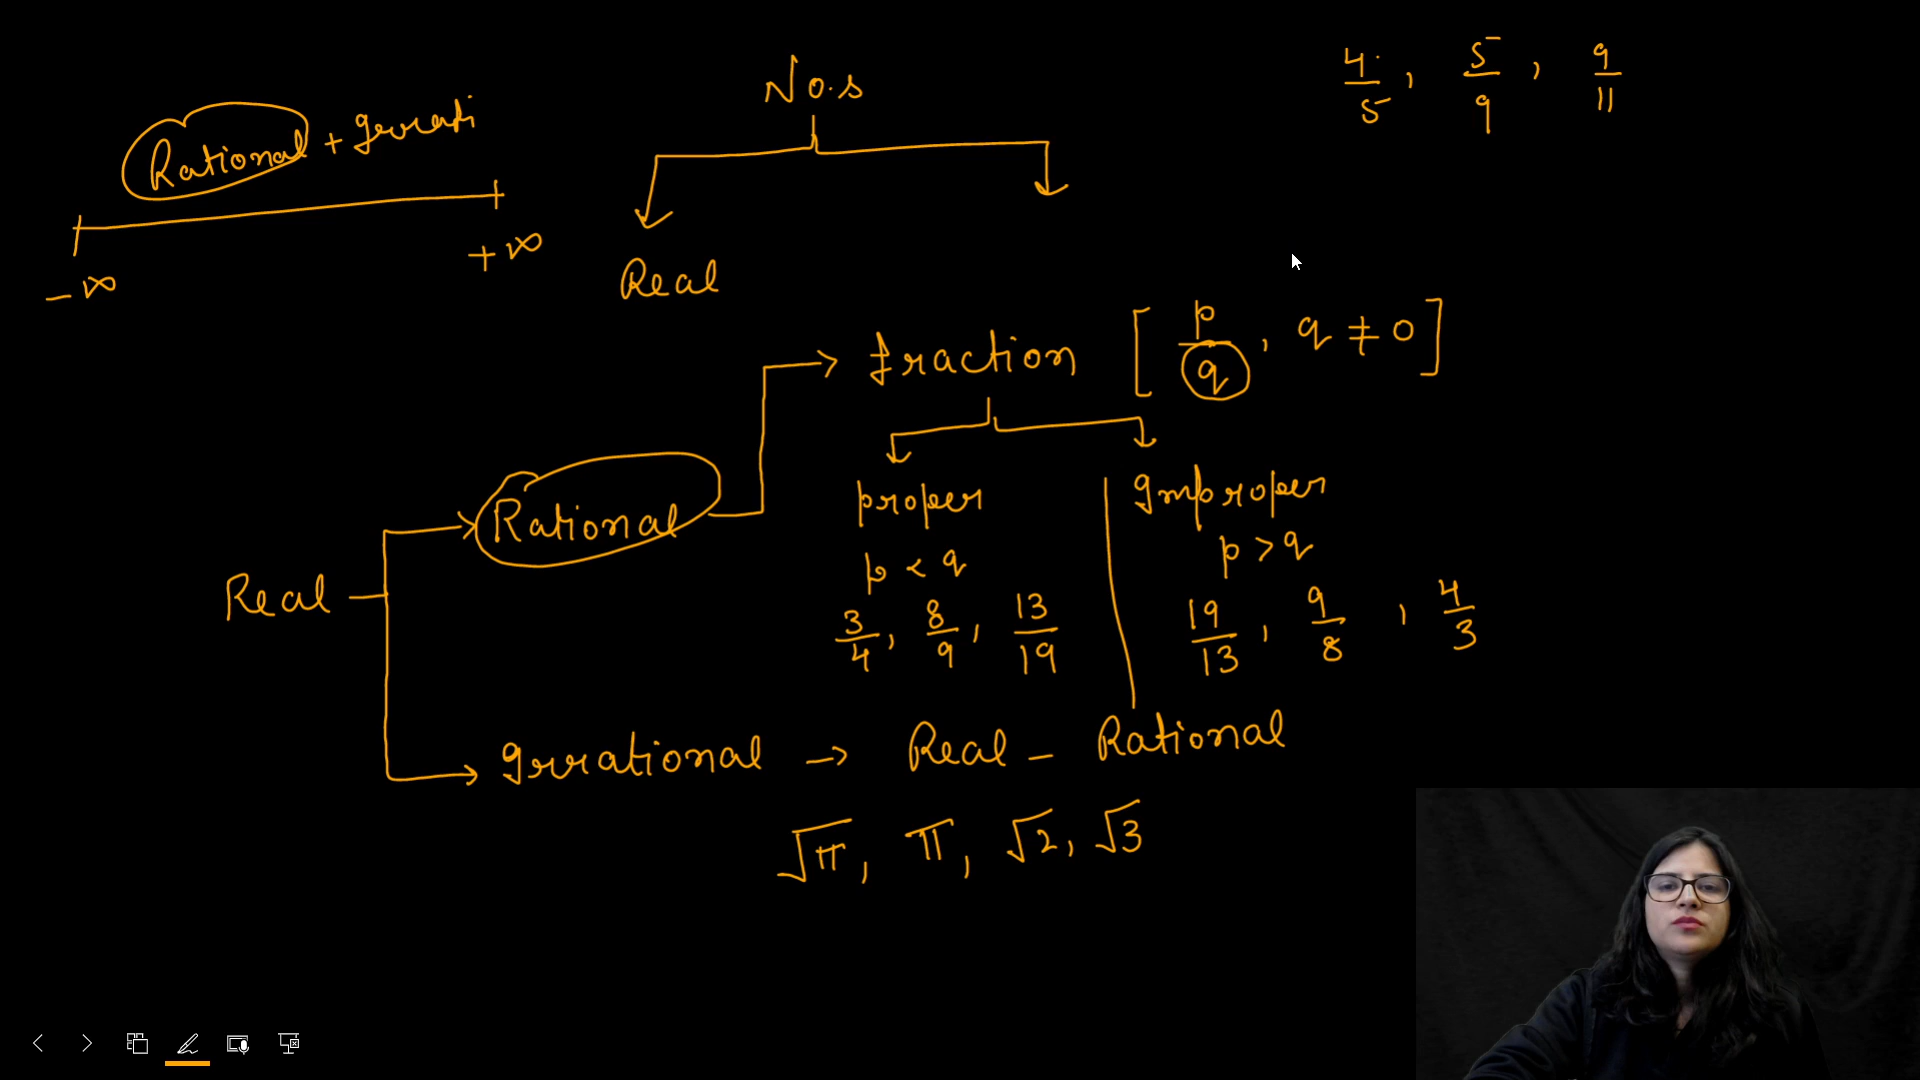 No.s
4/5, 5/9, 9/11
Rational + Irrati
-∞ +∞
Real
fraction [p/q, q ≠ 0]
Rational
proper Improper
p < q p > q
3/4, 8/9, 13/19 19/13, 9/8, 4/3
Real
Irrational → Real - Rational
√π, π, √2, √3